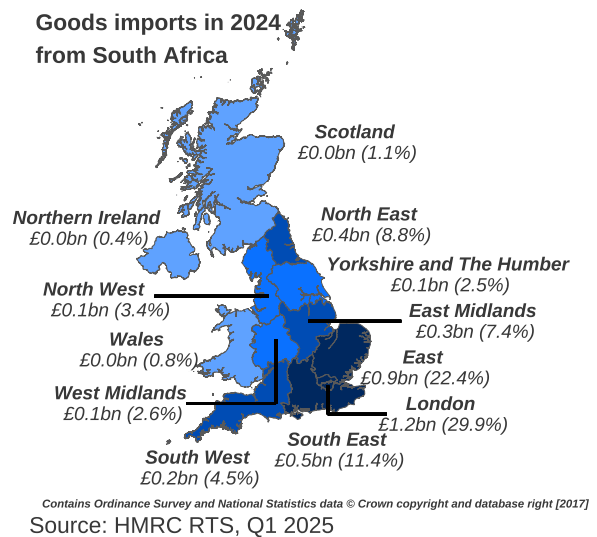 Goods imports in 2024
from South Africa
Scotland
£0.0bn (1.1%)
Northern Ireland
£0.0bn (0.4%)
North East
£0.4bn (8.8%)
Yorkshire and The Humber
£0.1bn (2.5%)
North West
£0.1bn (3.4%)
East Midlands
£0.3bn (7.4%)
Wales
£0.0bn (0.8%)
East
£0.9bn (22.4%)
West Midlands
£0.1bn (2.6%)
London
£1.2bn (29.9%)
South East
£0.5bn (11.4%)
South West
£0.2bn (4.5%)
Contains Ordinance Survey and National Statistics data © Crown copyright and database right [2017]
Source: HMRC RTS, Q1 2025